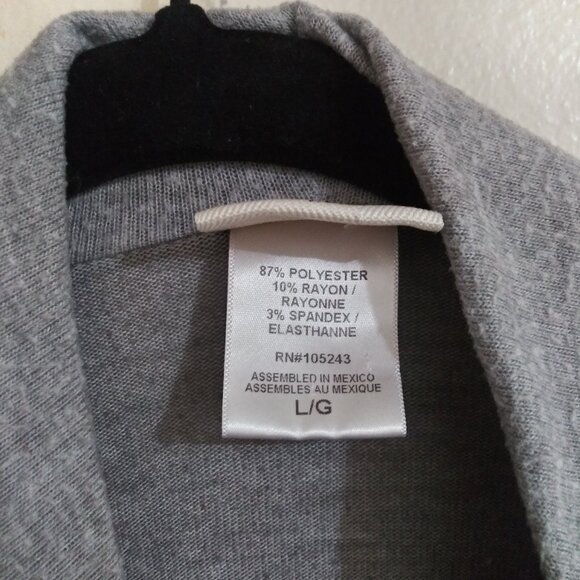 87% POLYESTER
10% RAYON /
RAYONNE
3% SPANDEX /
ELASTHANNE
RN#105243
ASSEMBLED IN MEXICO
ASSEMBLES AU MEXIQUE
L/G